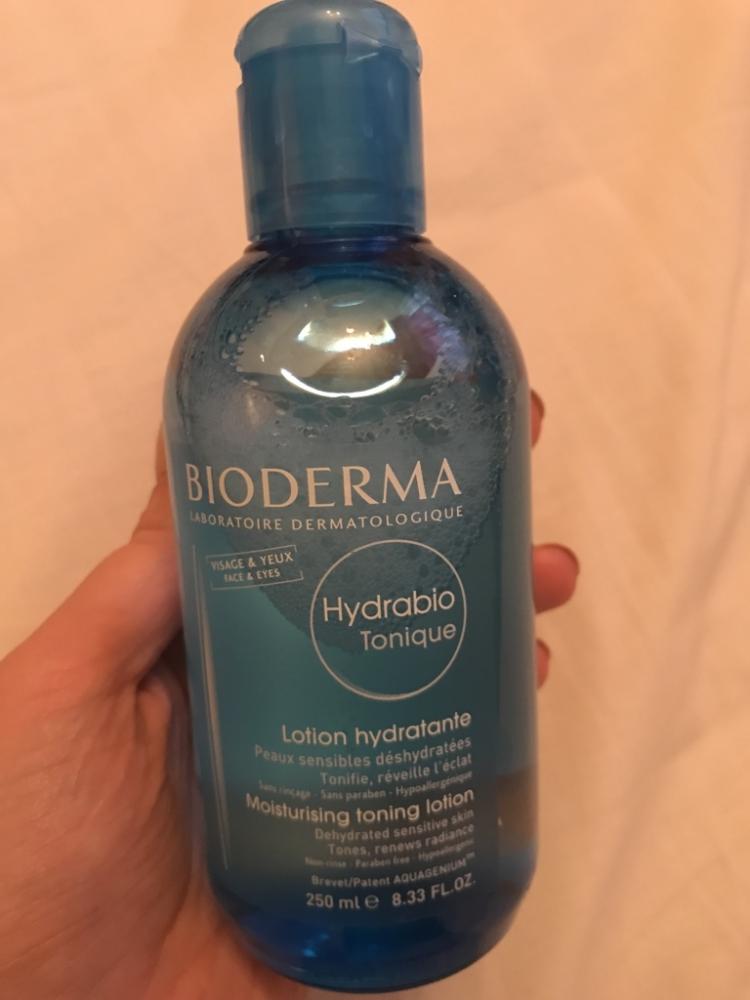 BIODERMA
LABORATOIRE DERMATOLOGIQUE
VISAGE & YEUX
FACE & EYES
Hydrabio
Tonique
Lotion hydratante
Peaux sensibles déshydratées
Tonifie, réveille l'éclat
Sans rinçage - Sans paraben - Hypoallergénique
Moisturising toning lotion
Dehydrated sensitive skin
Tones, renews radiance
Non-rinse - Paraben free - Hypoallergenic
Brevet/Patent AQUAGENIUM™
250 ml ℮ 8.33 FL.OZ.